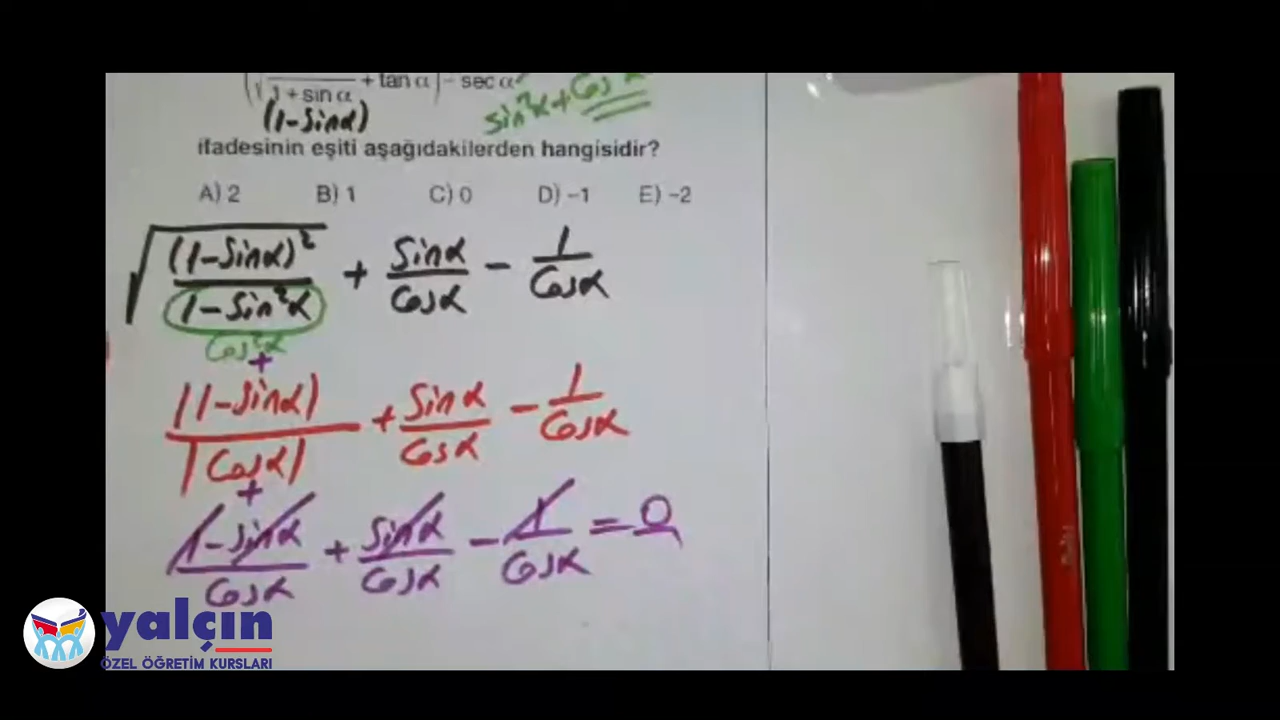 1 + sin α + tan α) − sec α
(1-Sinα) sin²α + Cos²α
ifadesinin eşiti aşağıdakilerden hangisidir?
A) 2 B) 1 C) 0 D) −1 E) −2
√((1-Sinα)²/(1-Sin²α)) + Sinα/Cosα - 1/Cosα
Cos²α
+
|1-Sinα|/|Cosα| + Sinα/Cosα - 1/Cosα
+
(1-Sinα)/Cosα + Sinα/Cosα - 1/Cosα = 0
yalçın
ÖZEL ÖĞRETİM KURSLARI